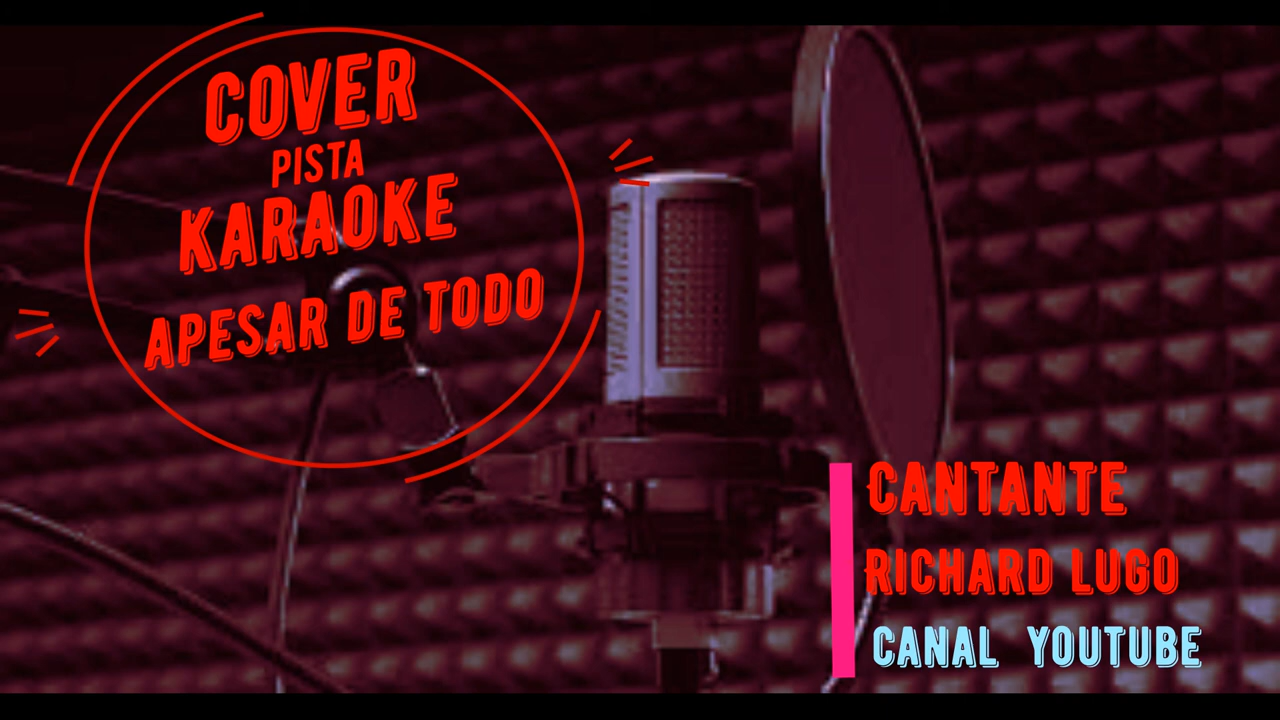 COVER
PISTA
KARAOKE
APESAR DE TODO
CANTANTE
RICHARD LUGO
CANAL YOUTUBE